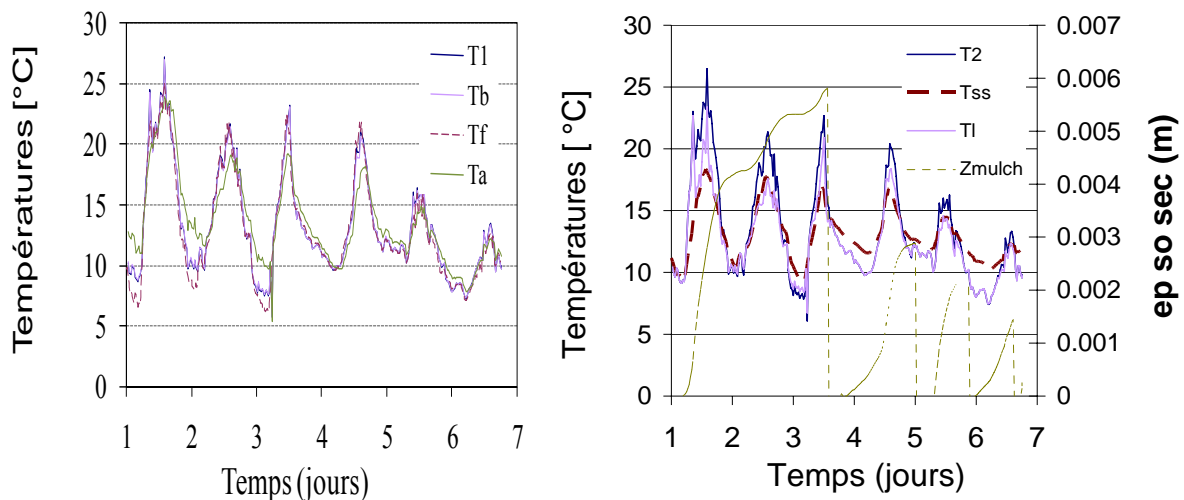 Températures [°C]
30
25
20
15
10
5
0
1 2 3 4 5 6 7
Temps (jours)
T1
Tb
Tf
Ta
Températures [ °C]
30
25
20
15
10
5
0
1 2 3 4 5 6 7
Temps (jours)
T2
Tss
Tl
Zmulch
0.007
0.006
0.005
0.004
0.003
0.002
0.001
0
ep so sec (m)